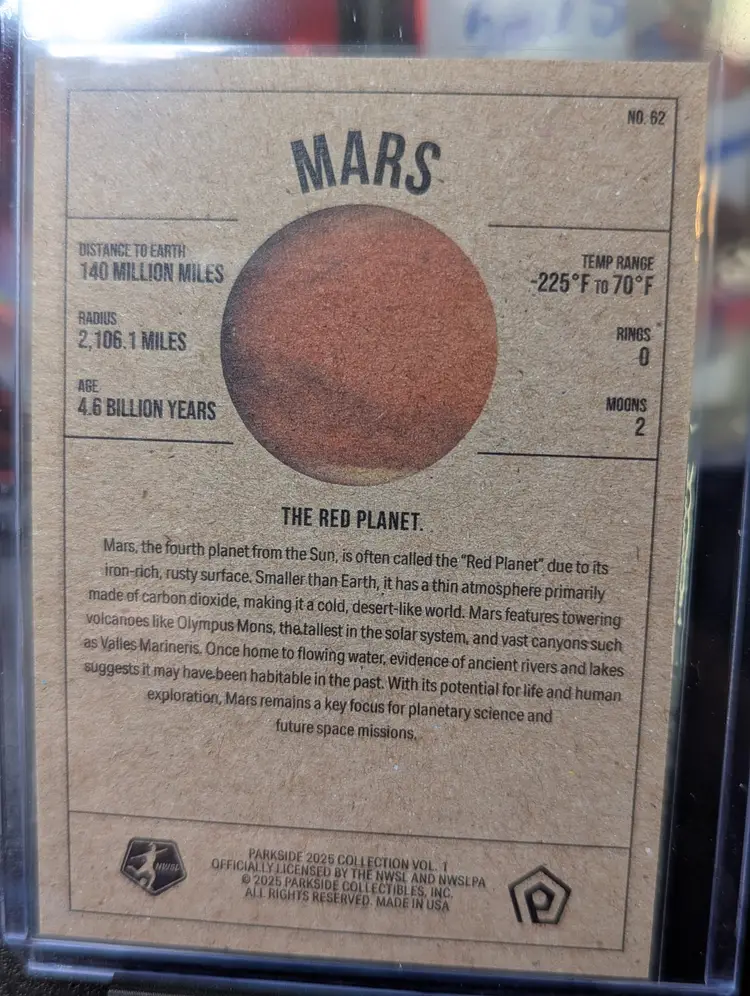 NO. 62
MARS
DISTANCE TO EARTH
140 MILLION MILES
RADIUS
2,106.1 MILES
AGE
4.6 BILLION YEARS
TEMP RANGE
-225°F TO 70°F
RINGS
0
MOONS
2
THE RED PLANET.
Mars, the fourth planet from the Sun, is often called the "Red Planet" due to its
iron-rich, rusty surface. Smaller than Earth, it has a thin atmosphere primarily
made of carbon dioxide, making it a cold, desert-like world. Mars features towering
volcanoes like Olympus Mons, the tallest in the solar system, and vast canyons such
as Valles Marineris. Once home to flowing water, evidence of ancient rivers and lakes
suggests it may have been habitable in the past. With its potential for life and human
exploration, Mars remains a key focus for planetary science and
future space missions.
NWSL
PARKSIDE 2025 COLLECTION VOL. 1
OFFICIALLY LICENSED BY THE NWSL AND NWSLPA
© 2025 PARKSIDE COLLECTIBLES, INC.
ALL RIGHTS RESERVED. MADE IN USA